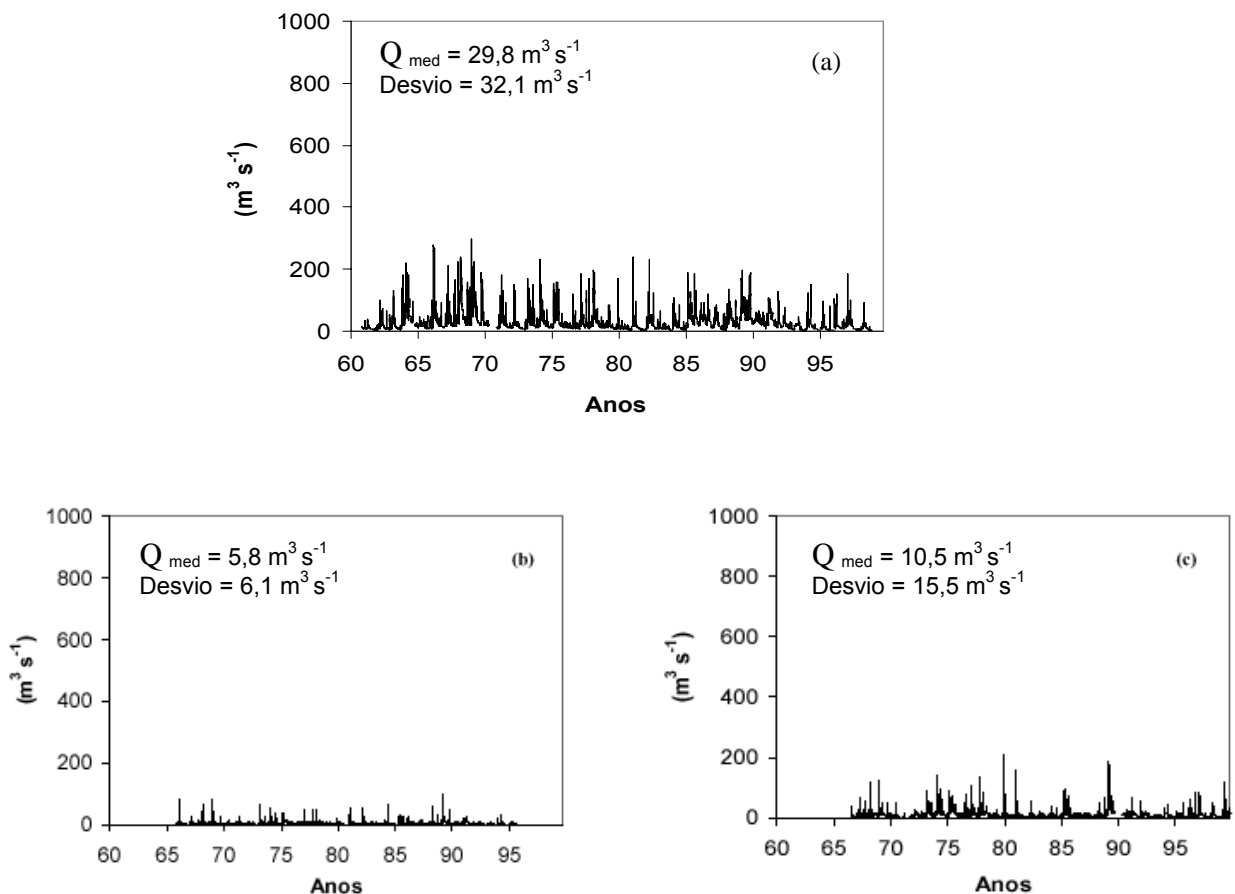 1000
800
600
400
200
0
(m³ s⁻¹)
Q med = 29,8 m³ s⁻¹
Desvio = 32,1 m³ s⁻¹
(a)
60 65 70 75 80 85 90 95
Anos
1000
800
600
400
200
0
(m³ s⁻¹)
Q med = 5,8 m³ s⁻¹
Desvio = 6,1 m³ s⁻¹
(b)
60 65 70 75 80 85 90 95
Anos
1000
800
600
400
200
0
(m³ s⁻¹)
Q med = 10,5 m³ s⁻¹
Desvio = 15,5 m³ s⁻¹
(c)
60 65 70 75 80 85 90 95
Anos